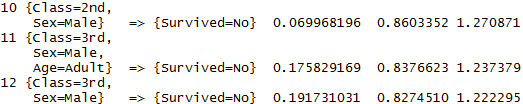 10 {Class=2nd,
Sex=Male} => {Survived=No} 0.069968196 0.8603352 1.270871
11 {Class=3rd,
Sex=Male,
Age=Adult} => {Survived=No} 0.175829169 0.8376623 1.237379
12 {Class=3rd,
Sex=Male} => {Survived=No} 0.191731031 0.8274510 1.222295